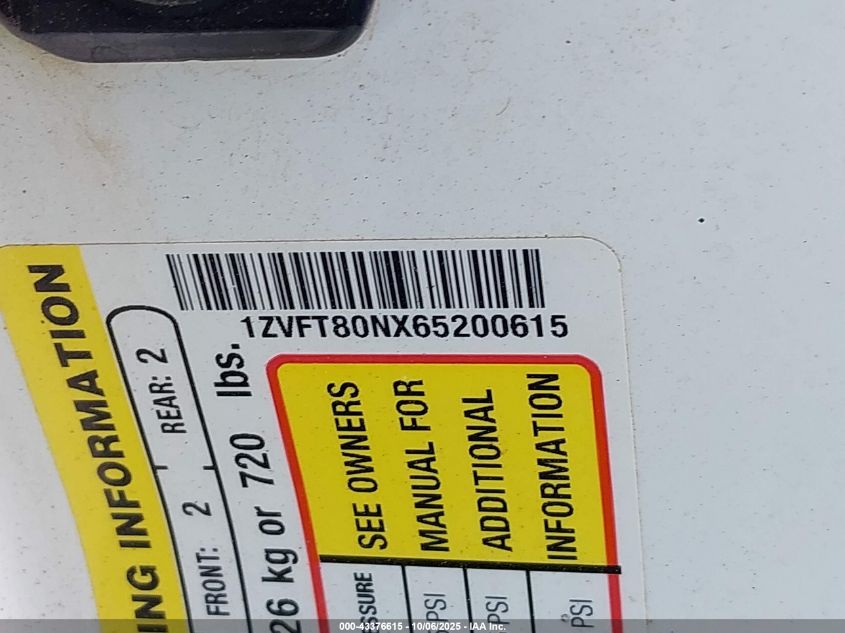 1ZVFT80NX65200615
ING INFORMATION
FRONT: 2 REAR: 2
26 kg or 720 lbs.
SSURE SEE OWNERS
PSI MANUAL FOR
PSI ADDITIONAL
PSI INFORMATION
000-43376615 - 10/06/2025 - IAA Inc.